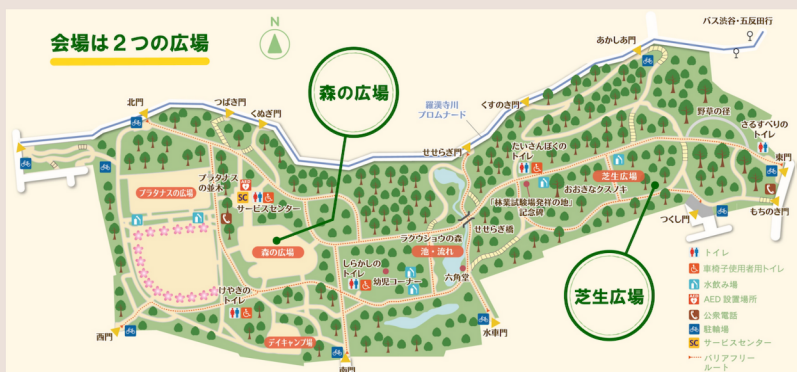 会場は2つの広場
N
バス渋谷・五反田行
あかしあ門
森の広場
羅漢寺川
プロムナード
くすのき門
北門
つばき門
くぬぎ門
せせらぎ門
たいさんぼくの
トイレ
野草の径
さるすべりの
トイレ
東門
芝生広場
おおきなクスノキ
「林業試験場発祥の地」
記念碑
もちのき門
つくし門
プラタナスの広場
プラタナス
の並木
SC
サービスセンター
せせらぎ橋
ラクウショウの森
森の広場
池・流れ
しらかしの
トイレ
幼児コーナー
六角堂
芝生広場
けやきの
トイレ
デイキャンプ場
西門
南門
水車門
トイレ
車椅子使用者用トイレ
水飲み場
AED設置場所
公衆電話
駐輪場
SC サービスセンター
バリアフリー
ルート